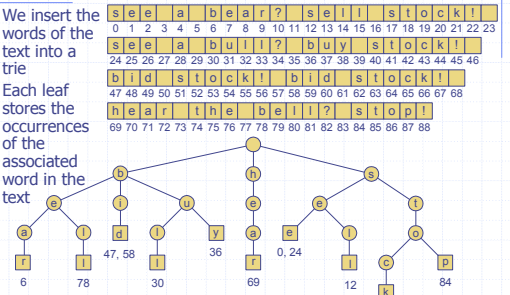 We insert the
words of the
text into a
trie
Each leaf
stores the
occurrences
of the
associated
word in the
text
s e e a b e a r ? s e l l s t o c k !
0 1 2 3 4 5 6 7 8 9 10 11 12 13 14 15 16 17 18 19 20 21 22 23
s e e a b u l l ? b u y s t o c k !
24 25 26 27 28 29 30 31 32 33 34 35 36 37 38 39 40 41 42 43 44 45 46
b i d s t o c k ! b i d s t o c k !
47 48 49 50 51 52 53 54 55 56 57 58 59 60 61 62 63 64 65 66 67 68
h e a r t h e b e l l ? s t o p !
69 70 71 72 73 74 75 76 77 78 79 80 81 82 83 84 85 86 87 88
b h s
e i u e e t
a l d l y a e l o
47, 58 36 0, 24
r l l r l c p
6 78 30 69 12 84
k